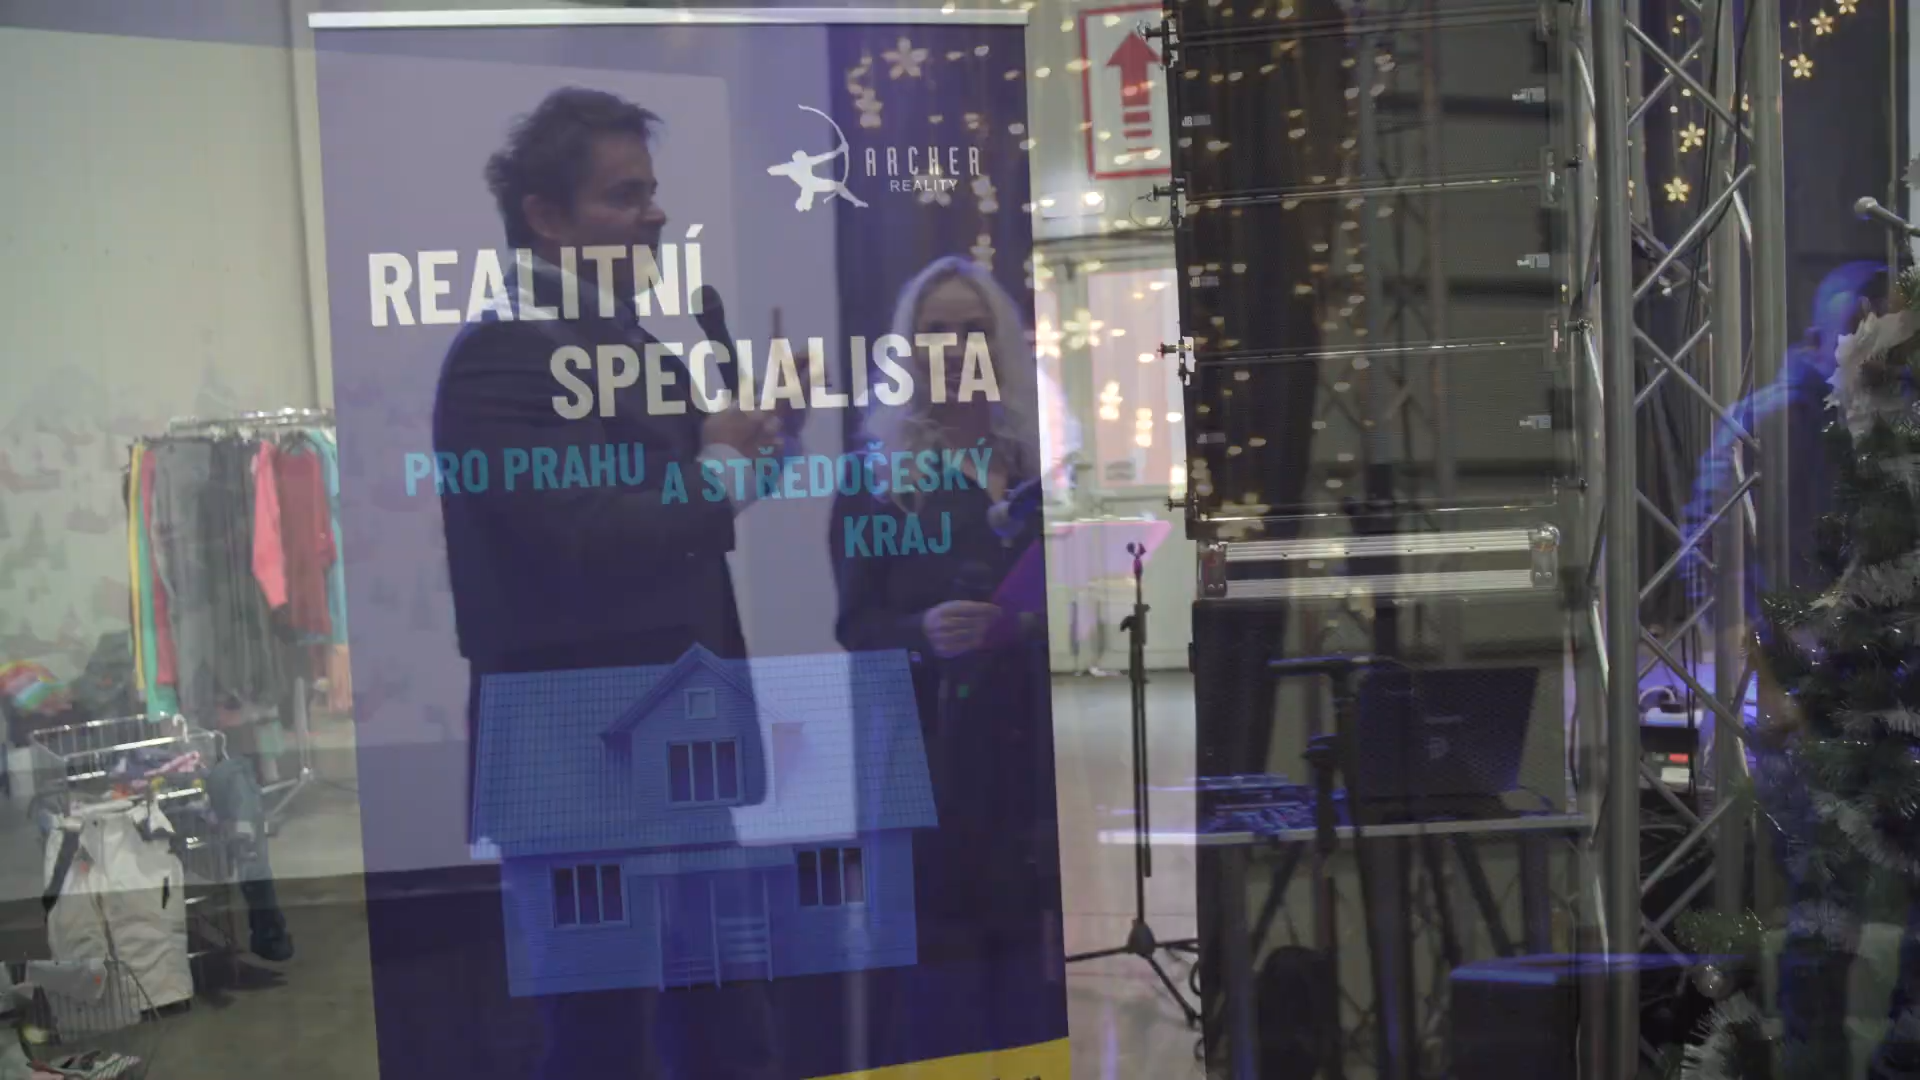 ARCHER
REALITY
REALITNÍ
SPECIALISTA
PRO PRAHU A STŘEDOČESKÝ
KRAJ